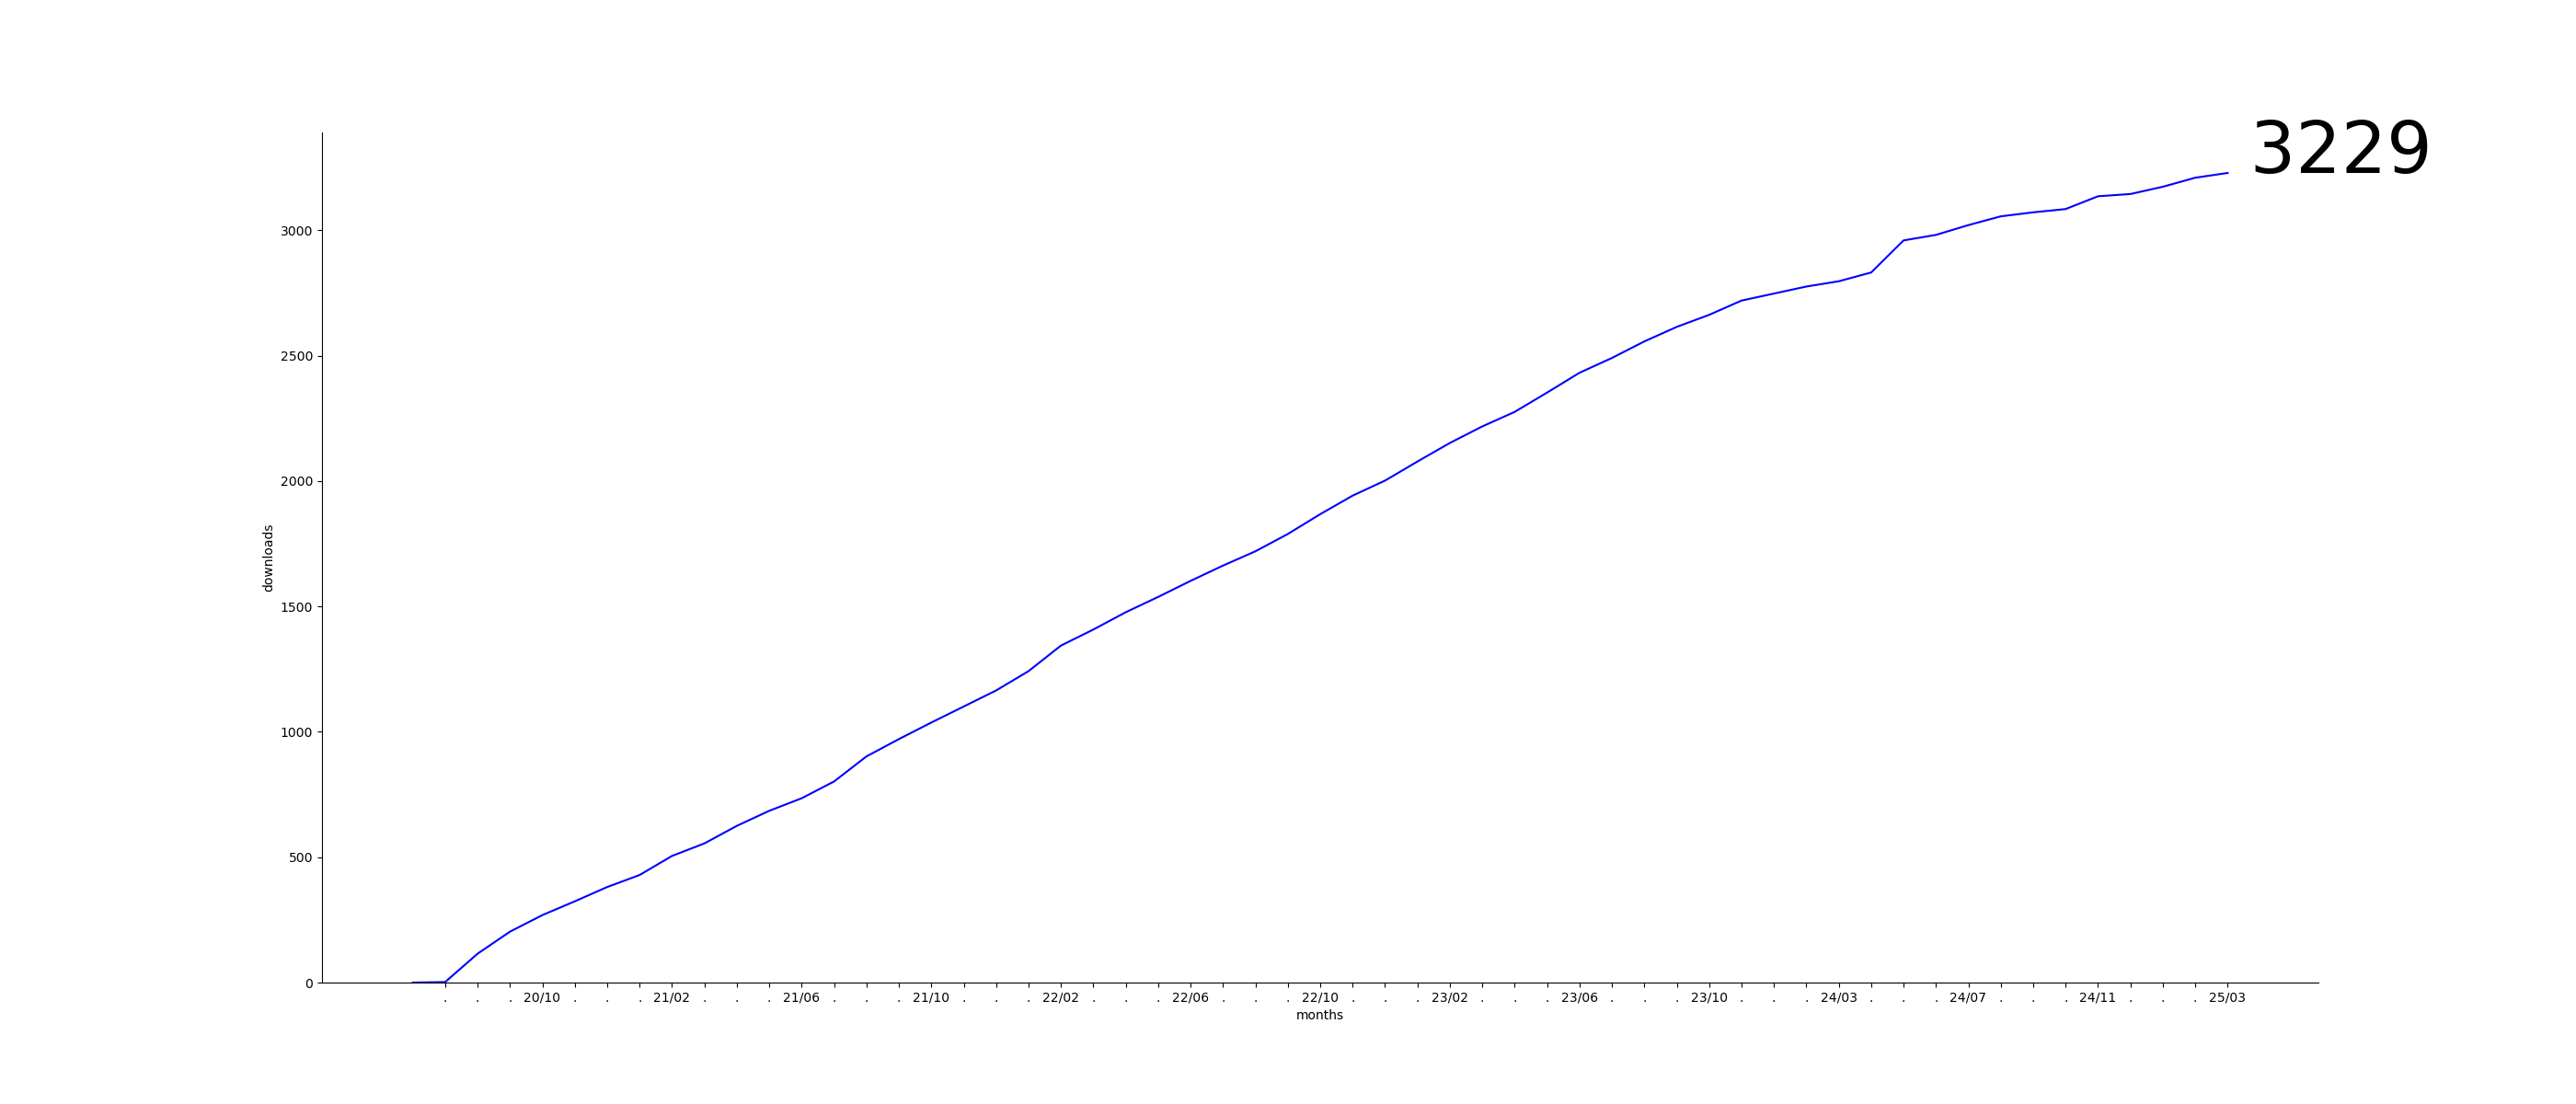 3229
3000
2500
2000
1500
1000
500
0
downloads
. . . 20/10 . . . 21/02 . . . 21/06 . . . 21/10 . . . 22/02 . . . 22/06 . . . 22/10 . . . 23/02 . . . 23/06 . . . 23/10 . . . 24/03 . . . 24/07 . . . 24/11 . . . 25/03
months